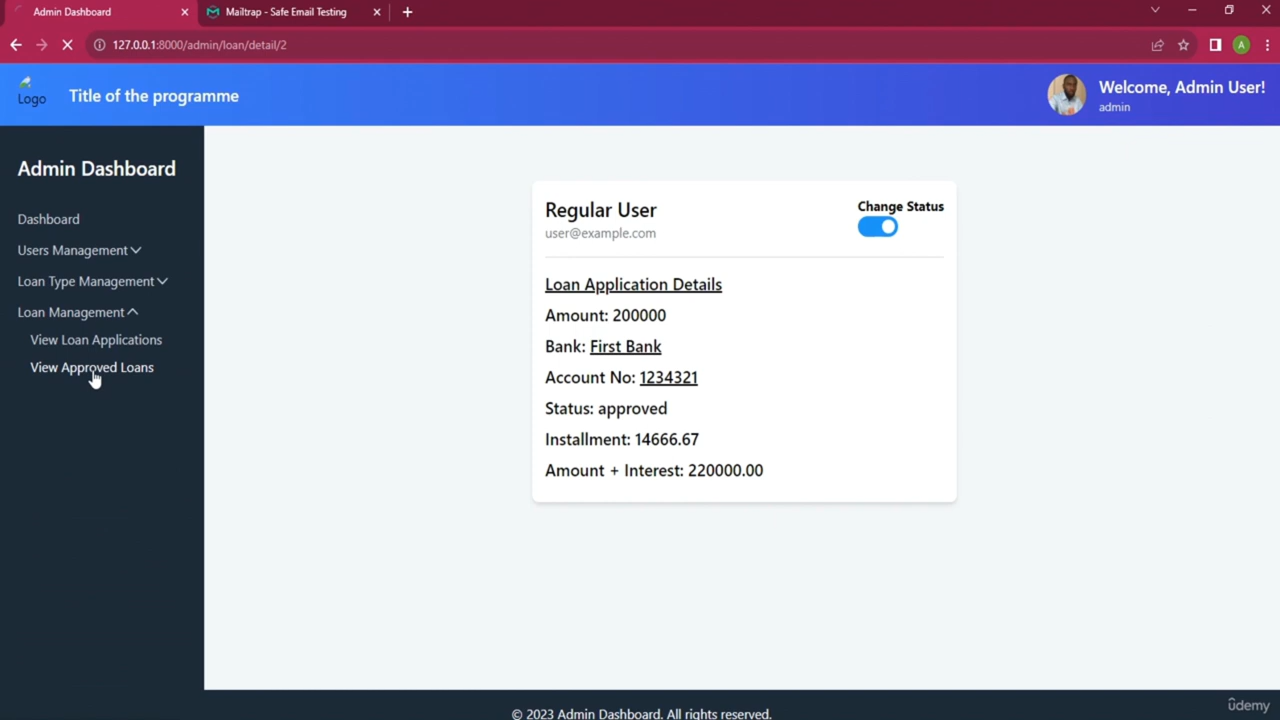 Admin Dashboard
Mailtrap - Safe Email Testing
127.0.0.1:8000/admin/loan/detail/2
A
Logo
Title of the programme
Welcome, Admin User!
admin
Admin Dashboard
Dashboard
Users Management
Loan Type Management
Loan Management
View Loan Applications
View Approved Loans
Regular User
user@example.com
Change Status
Loan Application Details
Amount: 200000
Bank: First Bank
Account No: 1234321
Status: approved
Installment: 14666.67
Amount + Interest: 220000.00
© 2023 Admin Dashboard. All rights reserved.
ûdemy